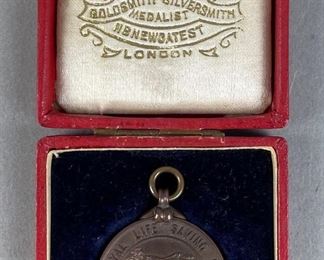 GOLDSMITH SILVERSMITH
MEDALIST
NEWGATE ST
LONDON
LIFE SAVING